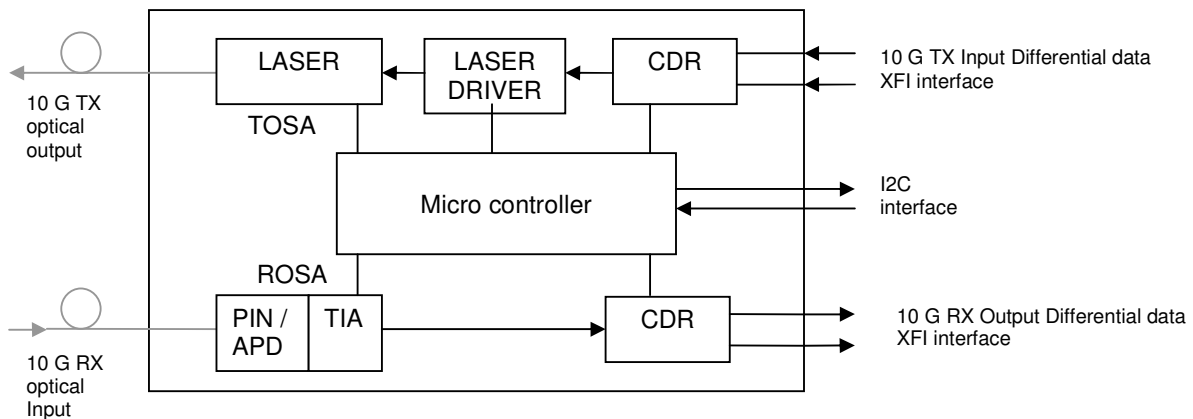 LASER
LASER
DRIVER
CDR
10 G TX Input Differential data
XFI interface
10 G TX
optical
output
TOSA
Micro controller
I2C
interface
ROSA
PIN /
APD
TIA
CDR
10 G RX Output Differential data
XFI interface
10 G RX
optical
Input